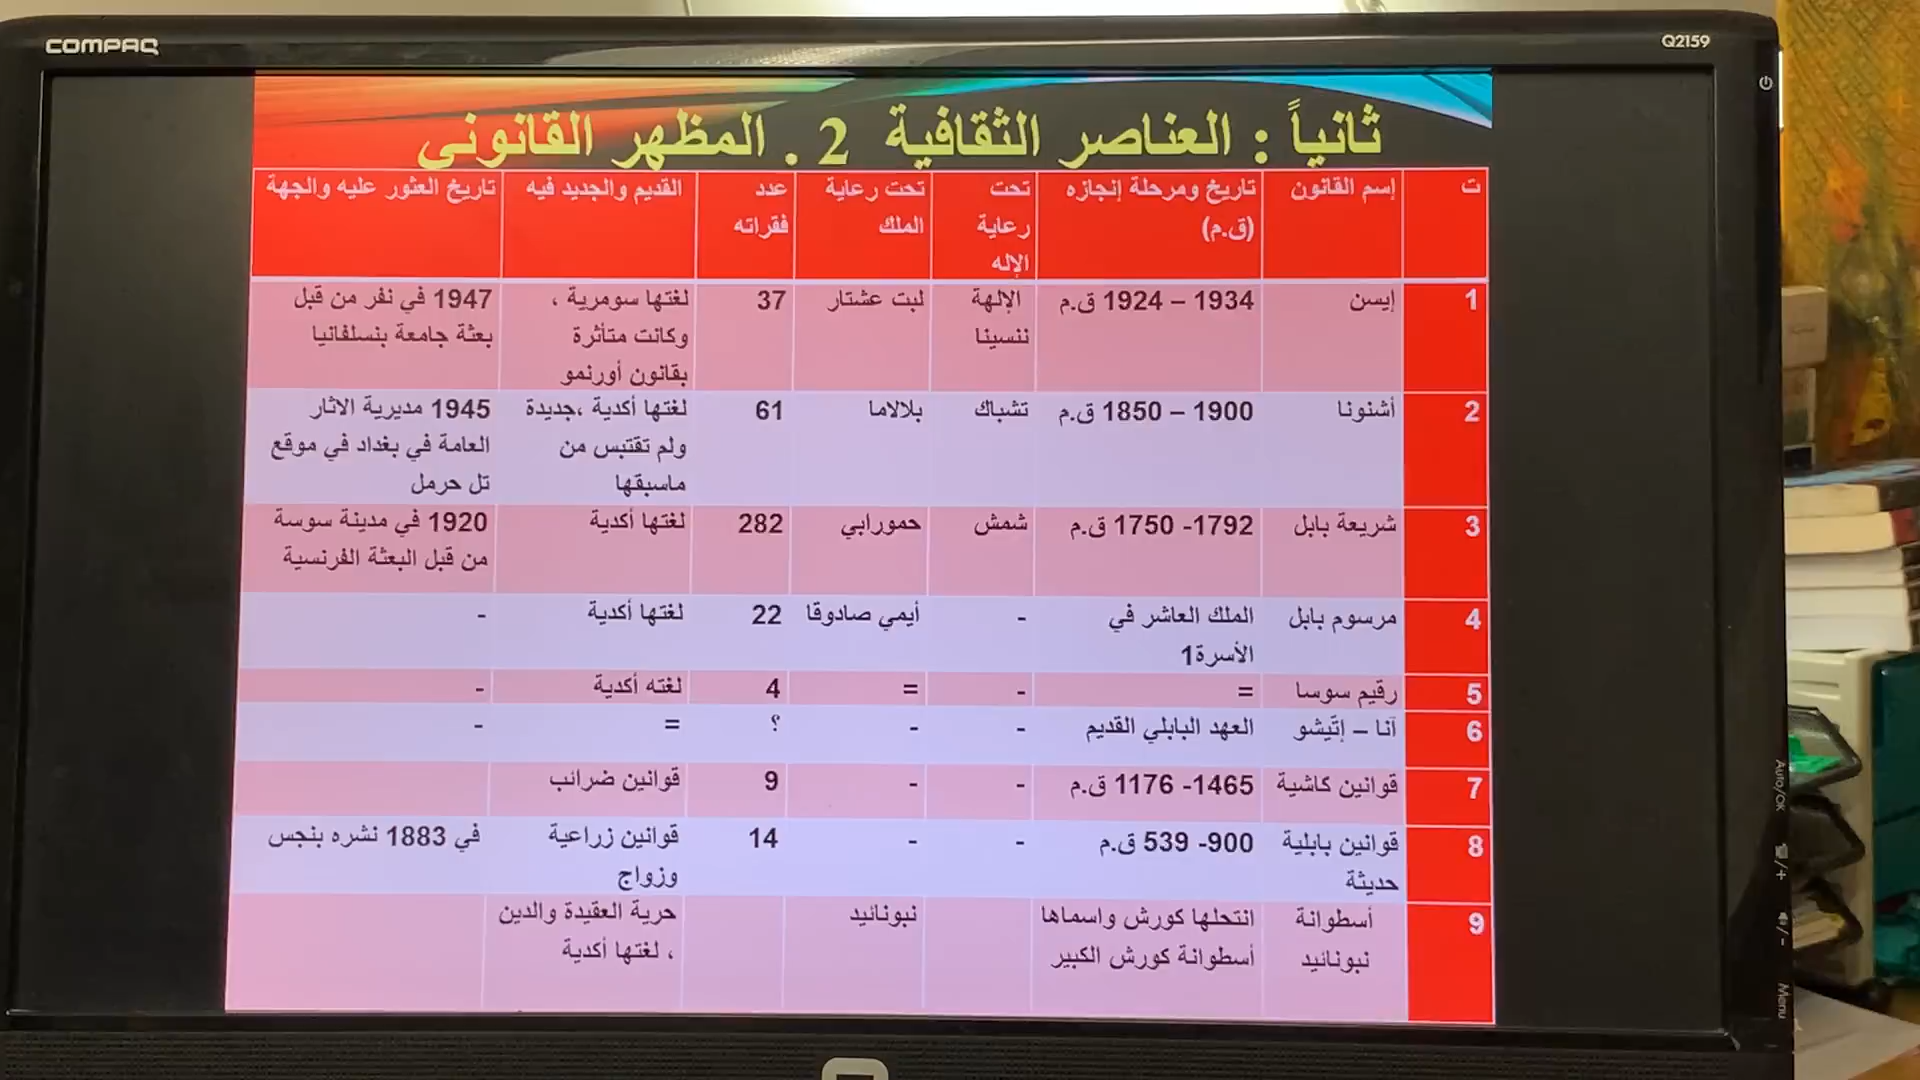 COMPAQ
Q2159
ثانياً : العناصر الثقافية 2 . المظهر القانوني
ت
إسم القانون
تاريخ ومرحلة إنجازه
(ق.م)
تحت
رعاية
الإله
تحت رعاية
الملك
عدد
فقراته
القديم والجديد فيه
تاريخ العثور عليه والجهة
1
إيسن
1934 – 1924 ق.م
الإلهة
ننسينا
لبت عشتار
37
لغتها سومرية ،
وكانت متأثرة
بقانون أورنمو
1947 في نفر من قبل
بعثة جامعة بنسلفانيا
2
أشنونا
1900 – 1850 ق.م
تشباك
بلالاما
61
لغتها أكدية ،جديدة
ولم تقتبس من
ماسبقها
1945 مديرية الاثار
العامة في بغداد في موقع
تل حرمل
3
شريعة بابل
1792- 1750 ق.م
شمش
حمورابي
282
لغتها أكدية
1920 في مدينة سوسة
من قبل البعثة الفرنسية
4
مرسوم بابل
الملك العاشر في
الأسرة1
-
أيمي صادوقا
22
لغتها أكدية
-
5
رقيم سوسا
=
-
=
4
لغته أكدية
-
6
آنا – إتّيشو
العهد البابلي القديم
-
-
؟
=
-
7
قوانين كاشية
1465- 1176 ق.م
-
-
9
قوانين ضرائب
8
قوانين بابلية
حديثة
900- 539 ق.م
-
-
14
قوانين زراعية
وزواج
في 1883 نشره بنجس
9
أسطوانة
نبونائيد
انتحلها كورش واسماها
أسطوانة كورش الكبير
نبونائيد
حرية العقيدة والدين
، لغتها أكدية
Auto/OK
/+
/-
Menu